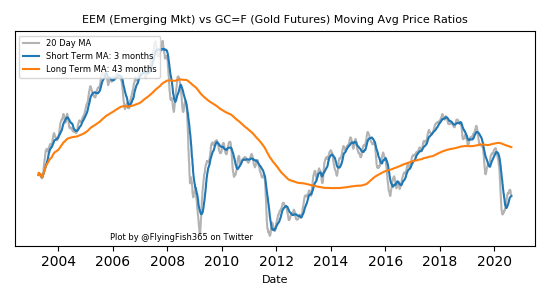 EEM (Emerging Mkt) vs GC=F (Gold Futures) Moving Avg Price Ratios
20 Day MA
Short Term MA: 3 months
Long Term MA: 43 months
Plot by @FlyingFish365 on Twitter
2004 2006 2008 2010 2012 2014 2016 2018 2020
Date